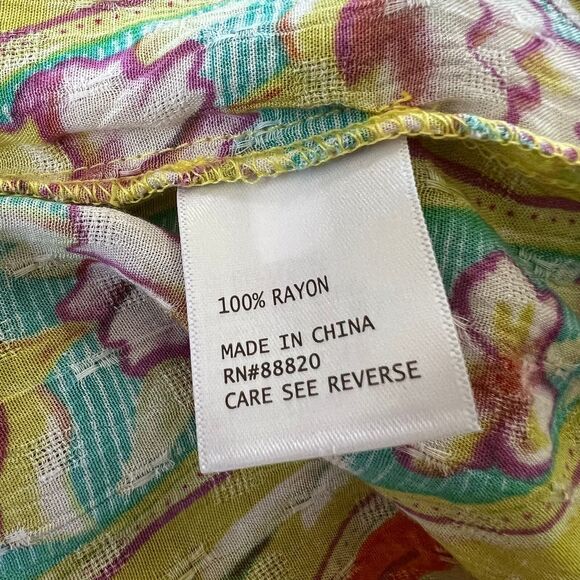 100% RAYON
MADE IN CHINA
RN#88820
CARE SEE REVERSE